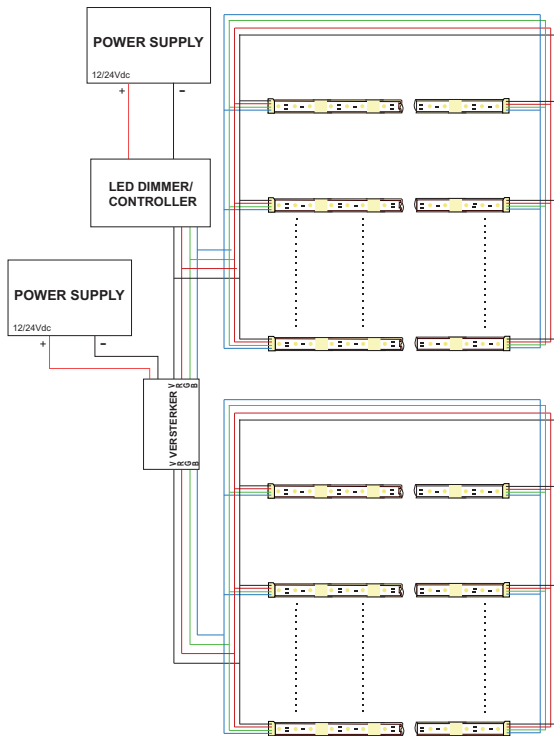 POWER SUPPLY
12/24Vdc
+ –
LED DIMMER/
CONTROLLER
POWER SUPPLY
12/24Vdc
+ –
V R G B
VERSTERKER
V R G B